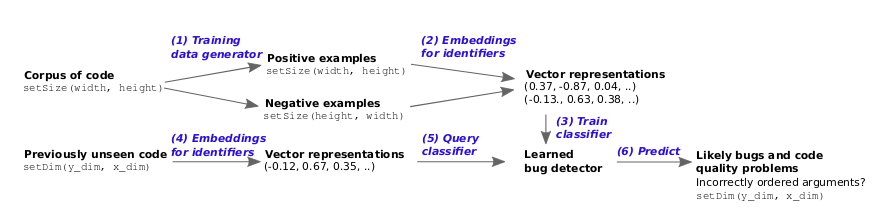 (1) Training
data generator
(2) Embeddings
for identifiers
Positive examples
setSize(width, height)
Corpus of code
setSize(width, height)
Vector representations
(0.37, -0.87, 0.04, ..)
(-0.13., 0.63, 0.38, ..)
Negative examples
setSize(height, width)
(3) Train
classifier
(4) Embeddings
for identifiers
(5) Query
classifier
Previously unseen code
setDim(y_dim, x_dim)
Vector representations
(-0.12, 0.67, 0.35, ..)
Learned
bug detector
(6) Predict
Likely bugs and code
quality problems
Incorrectly ordered arguments?
setDim(y_dim, x_dim)